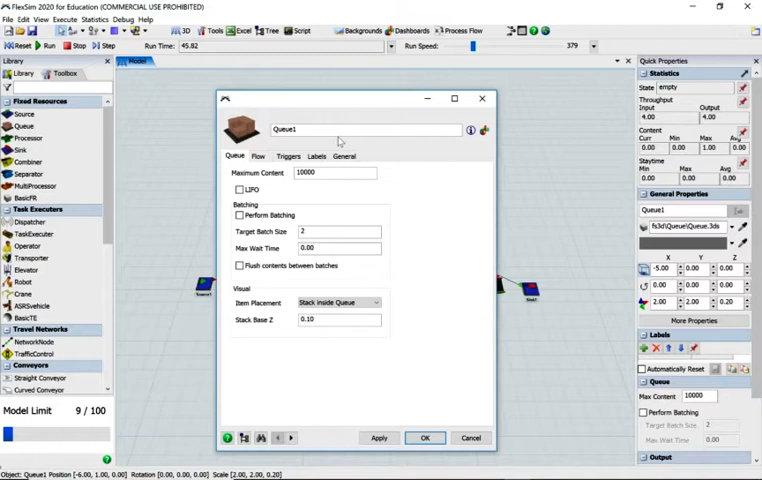 FlexSim 2020 for Education (COMMERCIAL USE PROHIBITED)
File Edit View Execute Statistics Debug Help
3D Tools Excel Tree Script Backgrounds Dashboards Process Flow
Reset Run Stop Step Run Time: 45.82 Run Speed: 379
Library
Library Toolbox
Fixed Resources
Source
Queue
Processor
Sink
Combiner
Separator
MultiProcessor
BasicFR
Task Executers
Dispatcher
TaskExecuter
Operator
Transporter
Elevator
Robot
Crane
ASRSvehicle
BasicTE
Travel Networks
NetworkNode
TrafficControl
Conveyors
Straight Conveyor
Curved Conveyor
Model Limit 9 / 100
Model
Source1
Sink1
Queue1
Queue Flow Triggers Labels General
Maximum Content 10000
LIFO
Batching
Perform Batching
Target Batch Size 2
Max Wait Time 0.00
Flush contents between batches
Visual
Item Placement Stack inside Queue
Stack Base Z 0.10
Apply OK Cancel
Quick Properties
Statistics
State empty
Throughput
Input Output
4.00 4.00
Content
Curr Min Max Avg
0.00 0.00 1.00 0.00
Staytime
Min Max Avg
0.00 0.00 0.00
General Properties
Queue1
fs3d\Queue\Queue.3ds
X Y Z
-5.00 0.00 0.00
0.00 0.00 0.00
2.00 2.00 0.20
More Properties
Labels
Automatically Reset
Queue
Max Content 10000
Perform Batching
Target Batch Size 2
Max Wait Time 0.00
Output
Object: Queue1 Position [-6.00, 1.00, 0.00] Rotation [0.00, 0.00, 0.00] Scale [2.00, 2.00, 0.20]